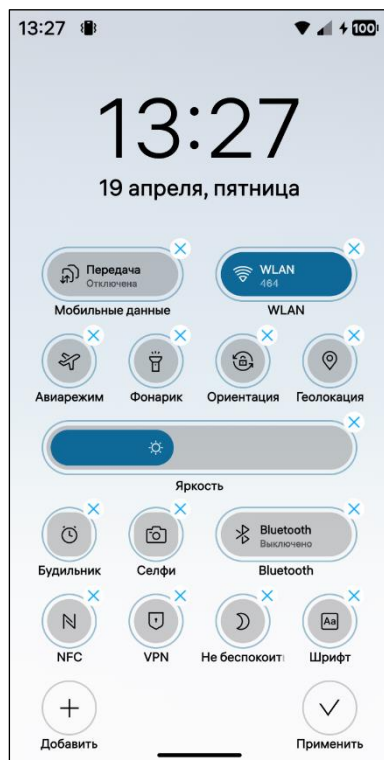 13:27
100
13:27
19 апреля, пятница
Передача
Отключена
WLAN
464
Мобильные данные
WLAN
Авиарежим
Фонарик
Ориентация
Геолокация
Яркость
Bluetooth
Выключено
Будильник
Селфи
Bluetooth
Aa
NFC
VPN
Не беспокоить
Шрифт
Добавить
Применить